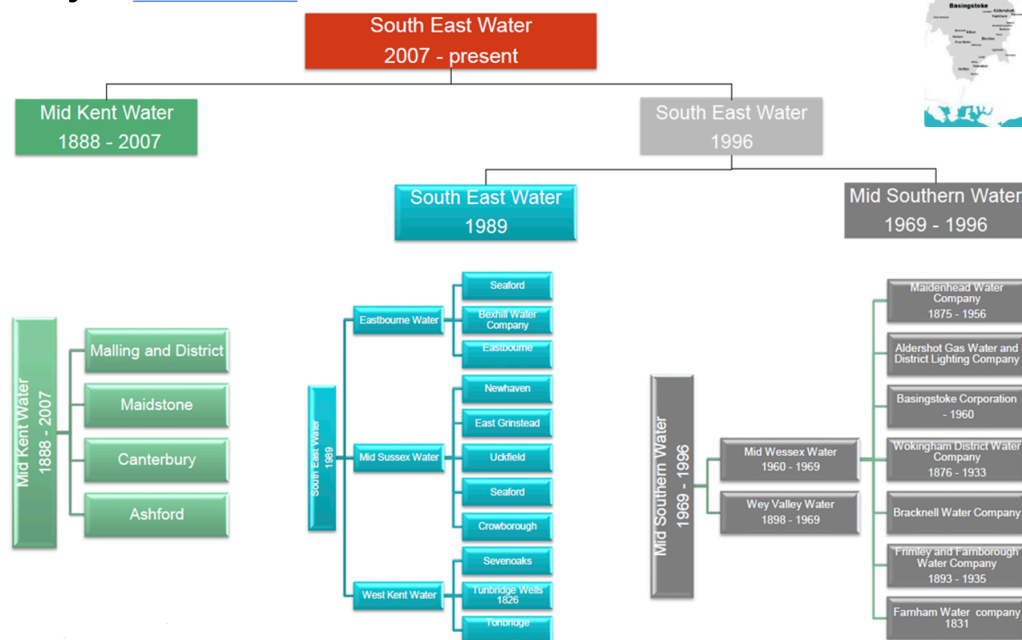 South East Water
2007 - present
Basingstoke
Mid Kent Water
1888 - 2007
South East Water
1996
South East Water
1989
Mid Southern Water
1969 - 1996
Mid Kent Water
1888 - 2007
Malling and District
Maidstone
Canterbury
Ashford
South East Water
1989
Eastbourne Water
Seaford
Bexhill Water
Company
Eastbourne
Mid Sussex Water
Newhaven
East Grinstead
Uckfield
Seaford
Crowborough
West Kent Water
Sevenoaks
Tunbridge Wells
1826
Tonbridge
Mid Southern Water
1969 - 1996
Mid Wessex Water
1960 - 1969
Wey Valley Water
1898 - 1969
Maidenhead Water
Company
1875 - 1956
Aldershot Gas Water and
District Lighting Company
Basingstoke Corporation
- 1960
Wokingham District Water
Company
1876 - 1933
Bracknell Water Company
Frimley and Farnborough
Water Company
1893 - 1935
Farnham Water company
1831